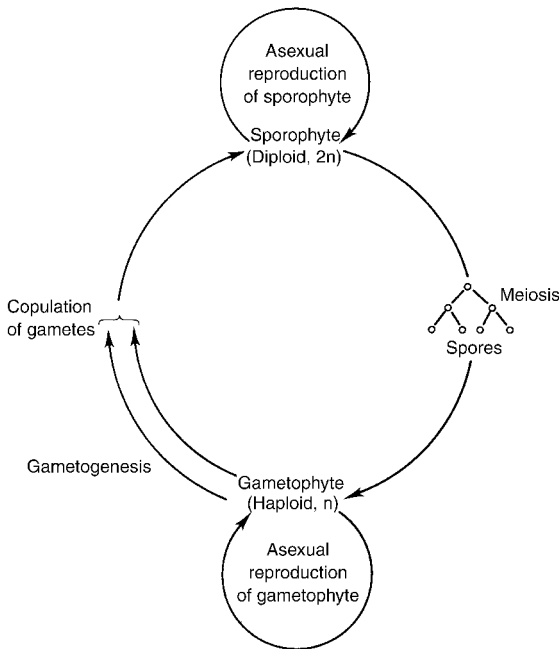 Asexual
reproduction
of sporophyte
Sporophyte
(Diploid, 2n)
Copulation
of gametes
Meiosis
Spores
Gametogenesis
Gametophyte
(Haploid, n)
Asexual
reproduction
of gametophyte